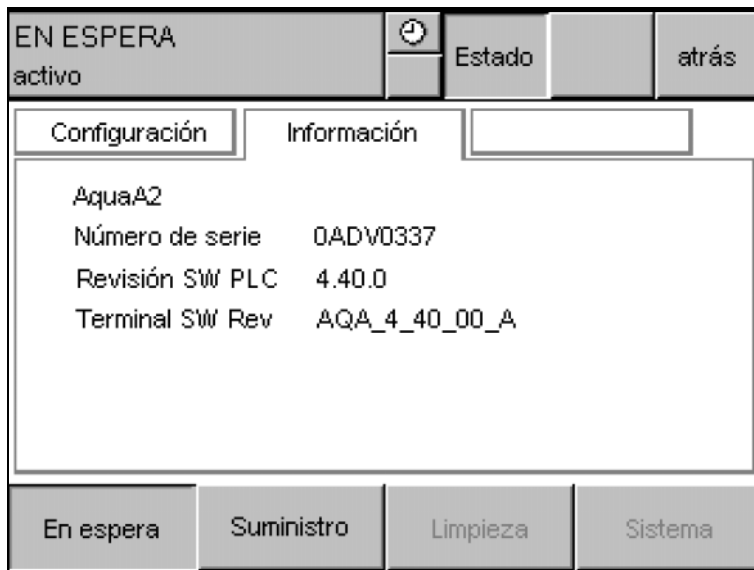 EN ESPERA
activo
Estado
atrás
Configuración
Información
AquaA2
Número de serie 0ADV0337
Revisión SW PLC 4.40.0
Terminal SW Rev AQA_4_40_00_A
En espera
Suministro
Limpieza
Sistema